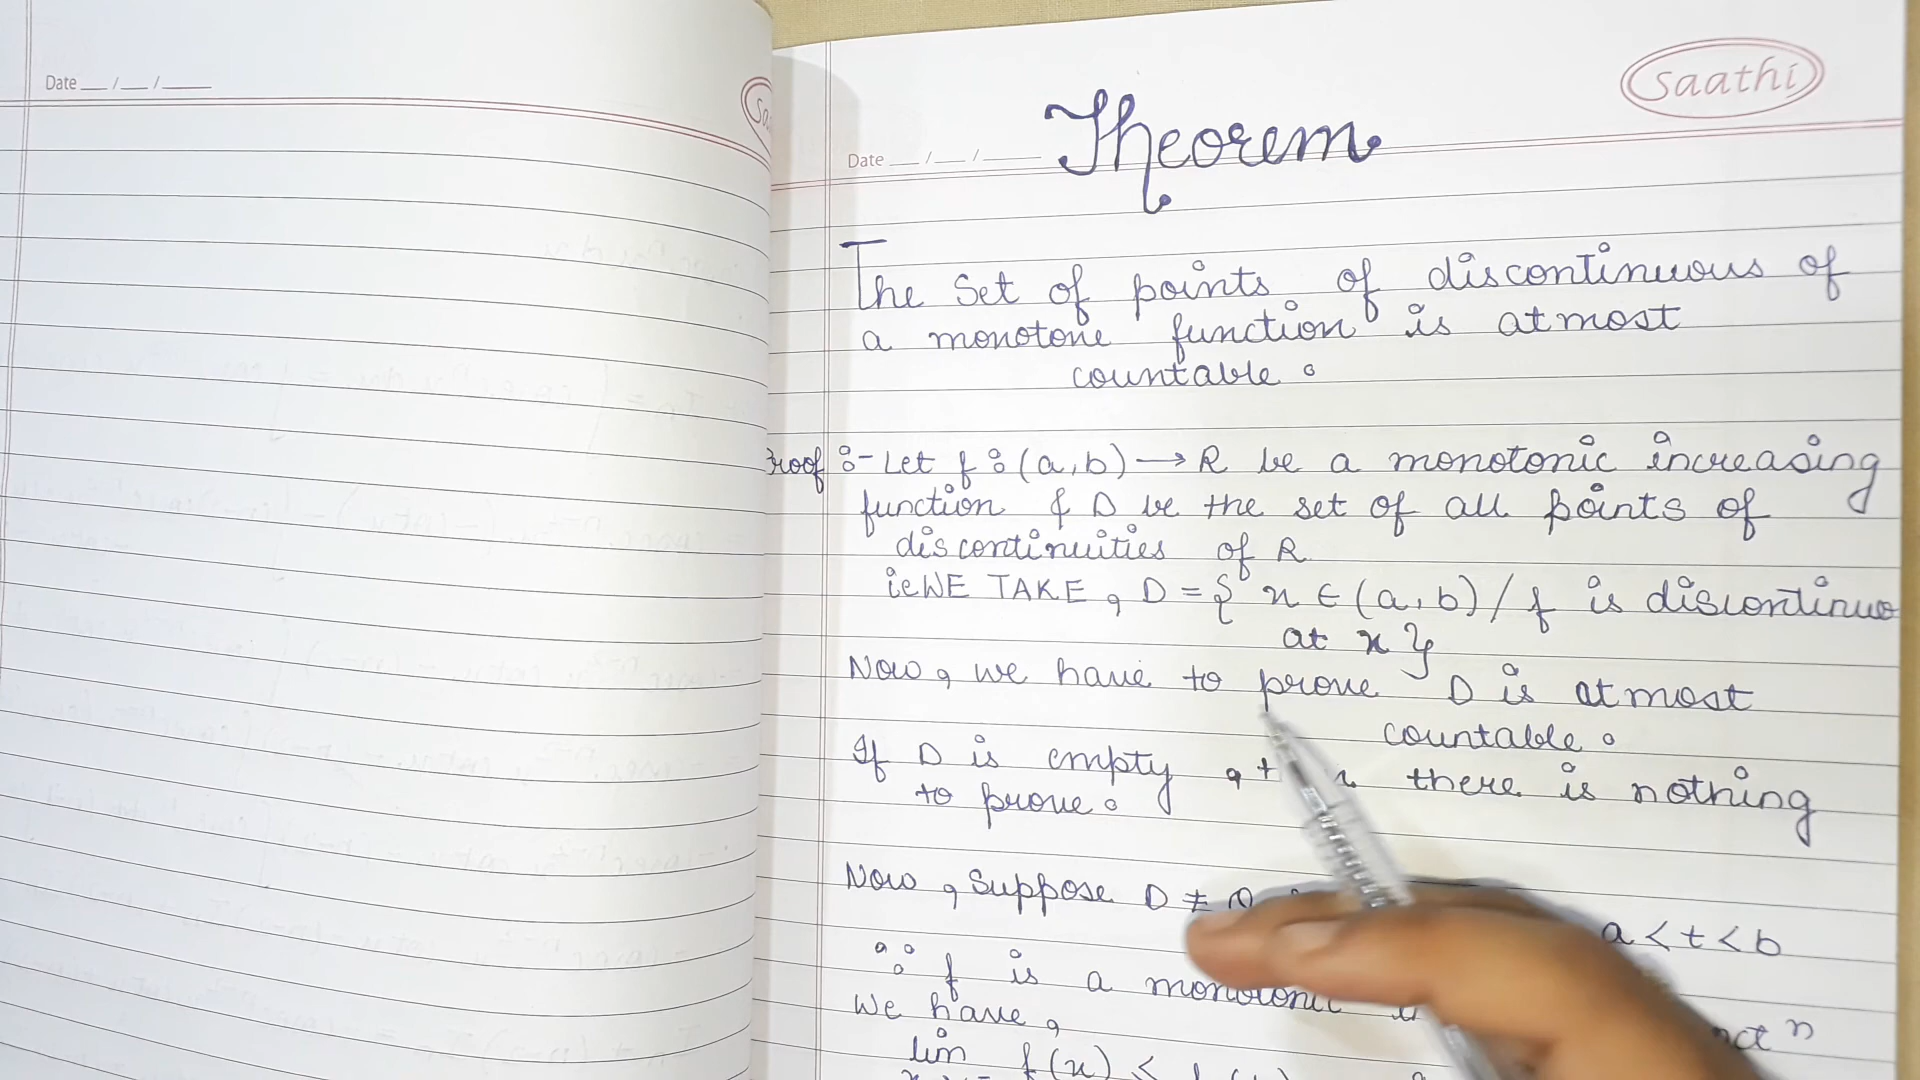 Date __/__/____
Saathi
Date __/__/____ Theorem
The set of points of discontinuous of
a monotone function is atmost
countable.
Proof :- Let f : (a,b) → R be a monotonic increasing
function & D be the set of all points of
discontinuities of R
ie WE TAKE, D = { x ∈ (a,b) / f is discontinuo
at x }
Now, we have to prove D is atmost
countable.
If D is empty, there is nothing
to prove.
Now, Suppose D ≠ a < t < b
∵ f is a monotonic
We have,
lim f(x) ≤